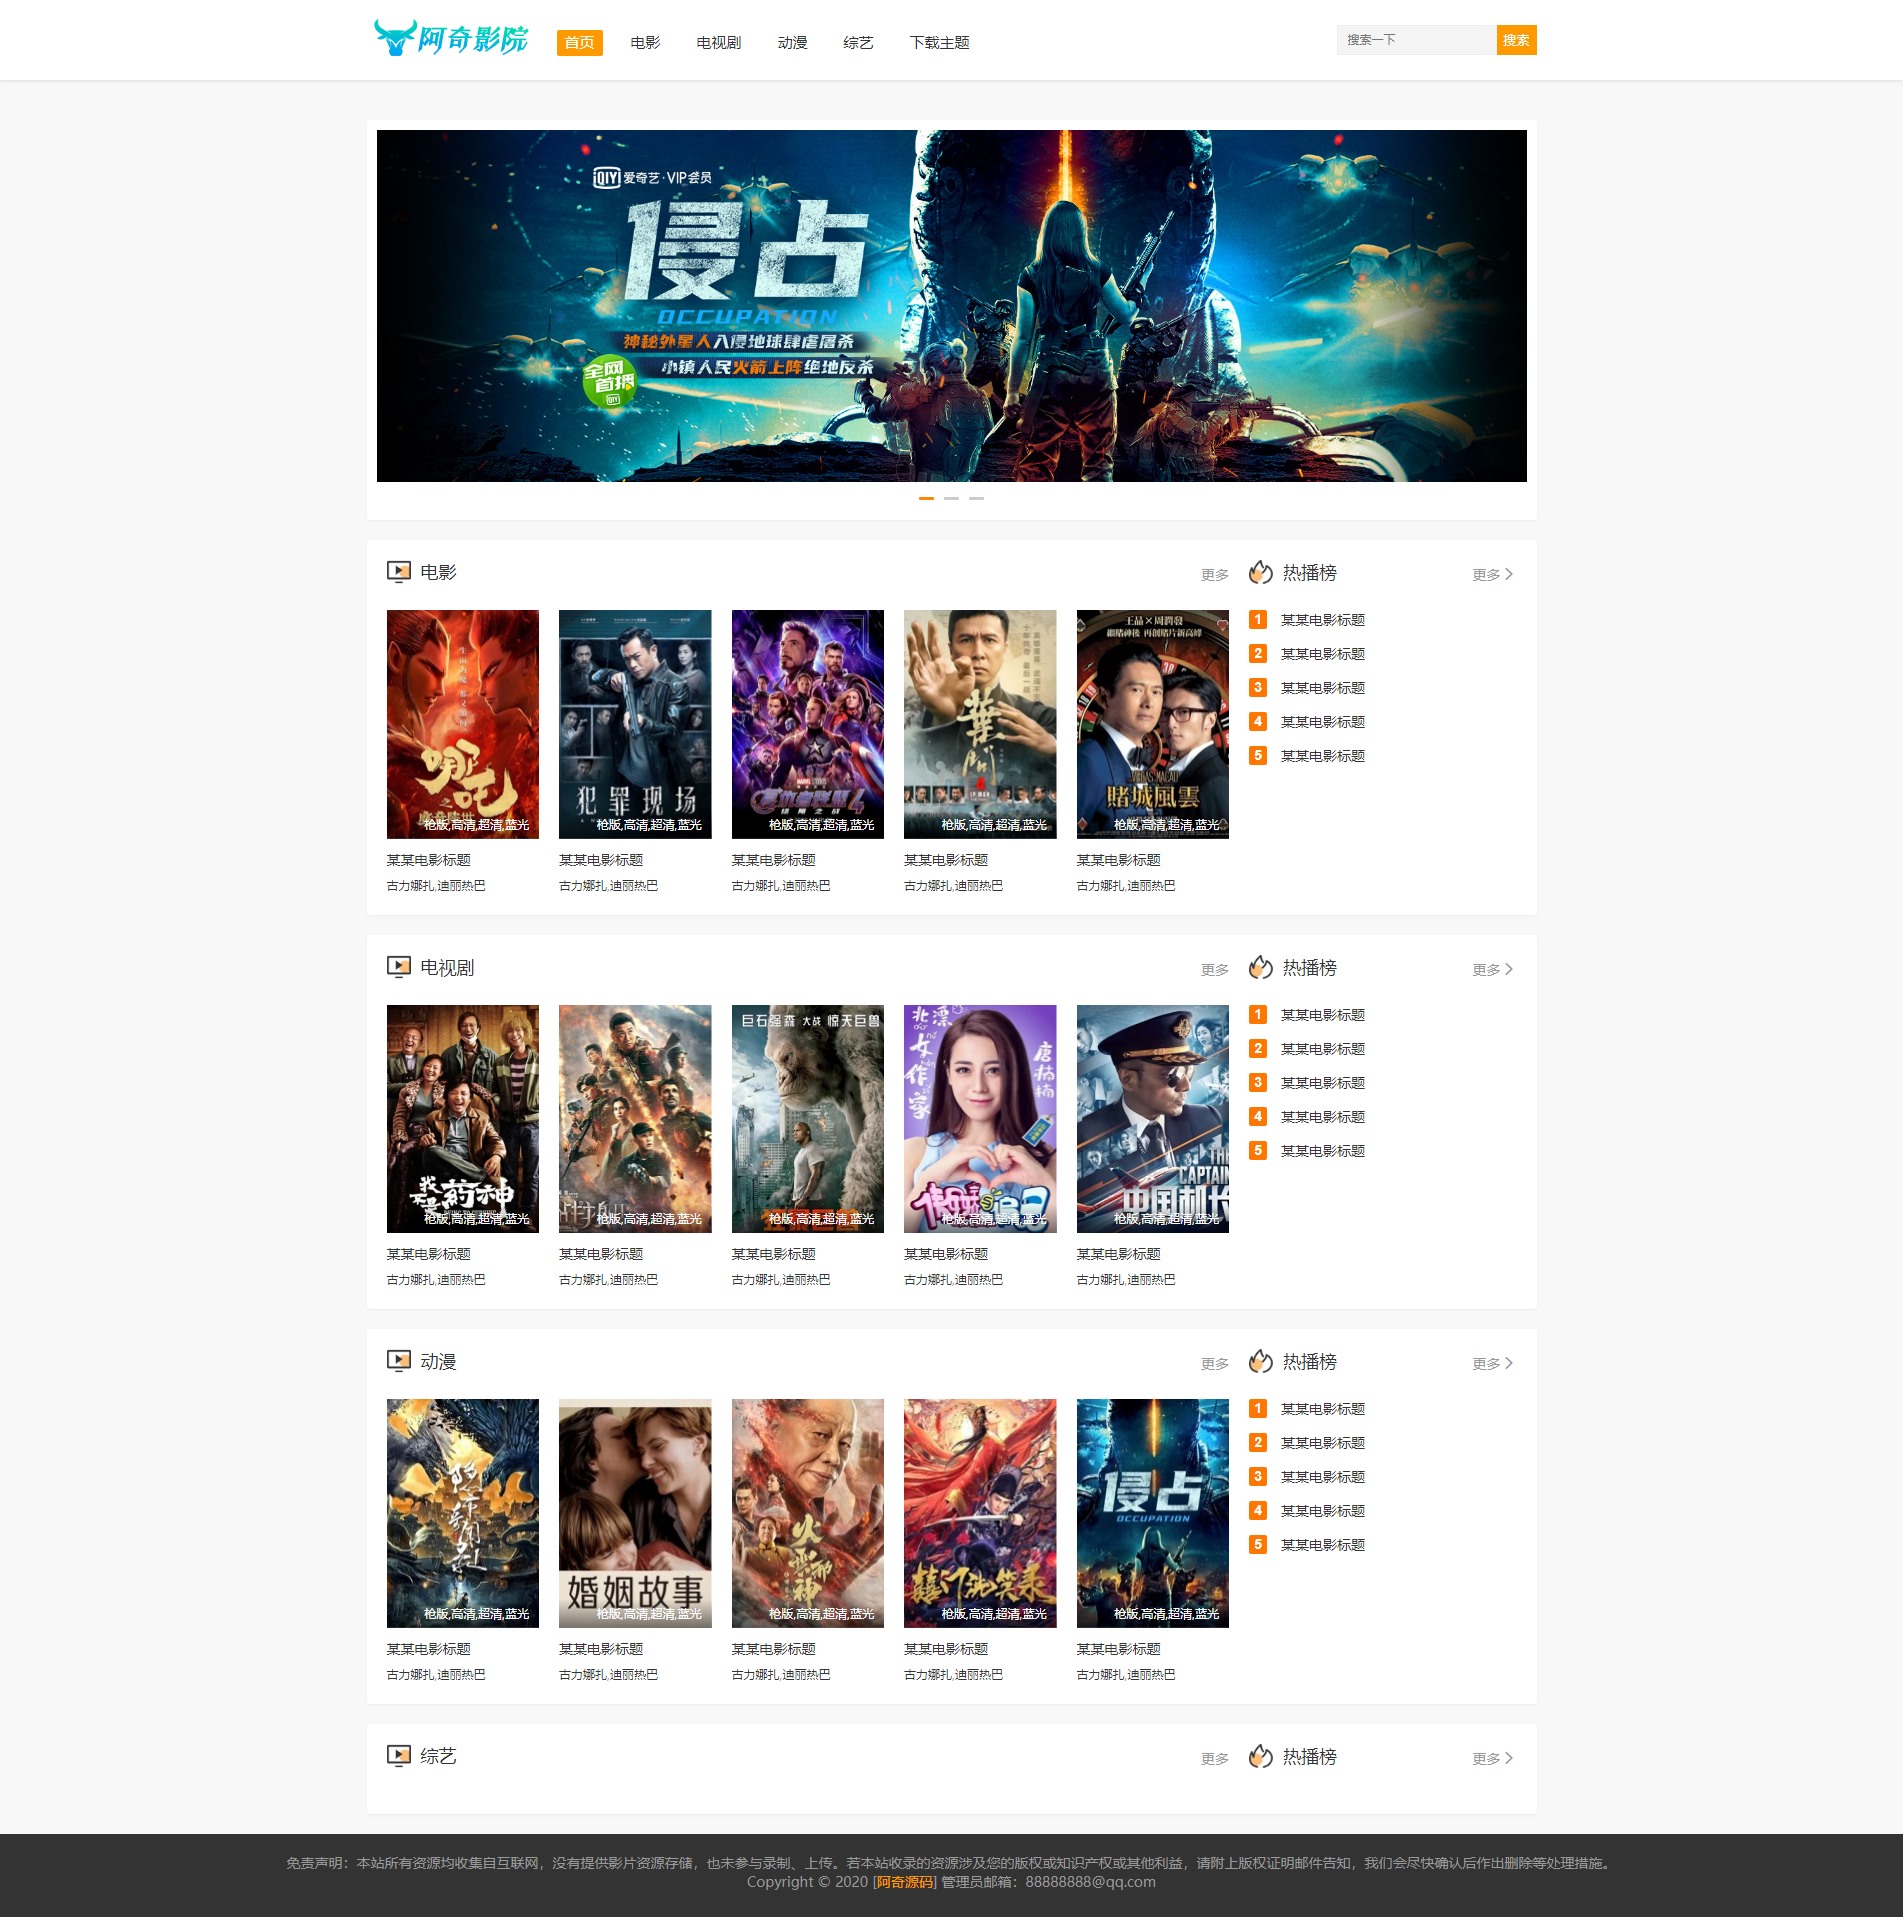 阿奇影院
首页 电影 电视剧 动漫 综艺 下载主题
搜索一下 搜索
QIY 爱奇艺·VIP会员
侵占
OCCUPATION
神秘外星人入侵地球肆虐屠杀
小镇人民火箭上阵绝地反杀
全网
首播
QIY
电影 更多
热播榜 更多
哪吒
犯罪现场
MARVEL STUDIOS
复仇者联盟4
终局之战
葉問
IP MAN
王晶×周潤發
繼賭神後 再創賭片新高峰
VEGAS MACAU
賭城風雲
枪版,高清,超清,蓝光 枪版,高清,超清,蓝光 枪版,高清,超清,蓝光 枪版,高清,超清,蓝光 枪版,高清,超清,蓝光
某某电影标题 某某电影标题 某某电影标题 某某电影标题 某某电影标题
古力娜扎,迪丽热巴 古力娜扎,迪丽热巴 古力娜扎,迪丽热巴 古力娜扎,迪丽热巴 古力娜扎,迪丽热巴
1 某某电影标题
2 某某电影标题
3 某某电影标题
4 某某电影标题
5 某某电影标题
电视剧 更多
热播榜 更多
我不是药神
巨石强森 大战 惊天巨兽
北漂
女作家
唐楠楠
THE
CAPTAIN
中国机长
枪版,高清,超清,蓝光 枪版,高清,超清,蓝光 枪版,高清,超清,蓝光 枪版,高清,超清,蓝光 枪版,高清,超清,蓝光
某某电影标题 某某电影标题 某某电影标题 某某电影标题 某某电影标题
古力娜扎,迪丽热巴 古力娜扎,迪丽热巴 古力娜扎,迪丽热巴 古力娜扎,迪丽热巴 古力娜扎,迪丽热巴
1 某某电影标题
2 某某电影标题
3 某某电影标题
4 某某电影标题
5 某某电影标题
动漫 更多
热播榜 更多
婚姻故事
火云邪神
囍门沈笑录
侵占
OCCUPATION
枪版,高清,超清,蓝光 枪版,高清,超清,蓝光 枪版,高清,超清,蓝光 枪版,高清,超清,蓝光 枪版,高清,超清,蓝光
某某电影标题 某某电影标题 某某电影标题 某某电影标题 某某电影标题
古力娜扎,迪丽热巴 古力娜扎,迪丽热巴 古力娜扎,迪丽热巴 古力娜扎,迪丽热巴 古力娜扎,迪丽热巴
1 某某电影标题
2 某某电影标题
3 某某电影标题
4 某某电影标题
5 某某电影标题
综艺 更多
热播榜 更多
免责声明：本站所有资源均收集自互联网，没有提供影片资源存储，也未参与录制、上传。若本站收录的资源涉及您的版权或知识产权或其他利益，请附上版权证明邮件告知，我们会尽快确认后作出删除等处理措施。
Copyright © 2020 [阿奇源码] 管理员邮箱：88888888@qq.com